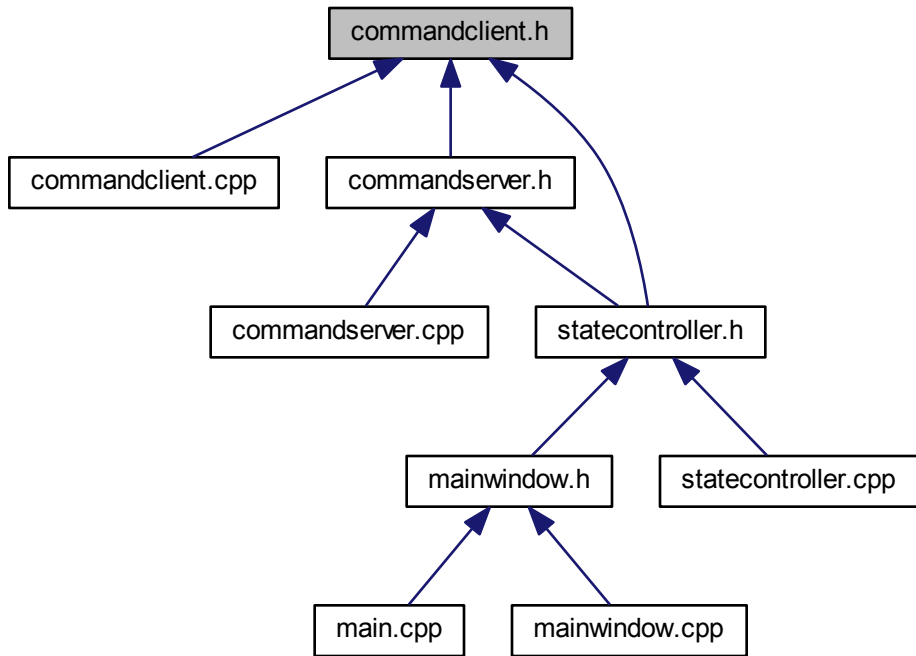 commandclient.h
commandclient.cpp
commandserver.h
commandserver.cpp
statecontroller.h
mainwindow.h
statecontroller.cpp
main.cpp
mainwindow.cpp